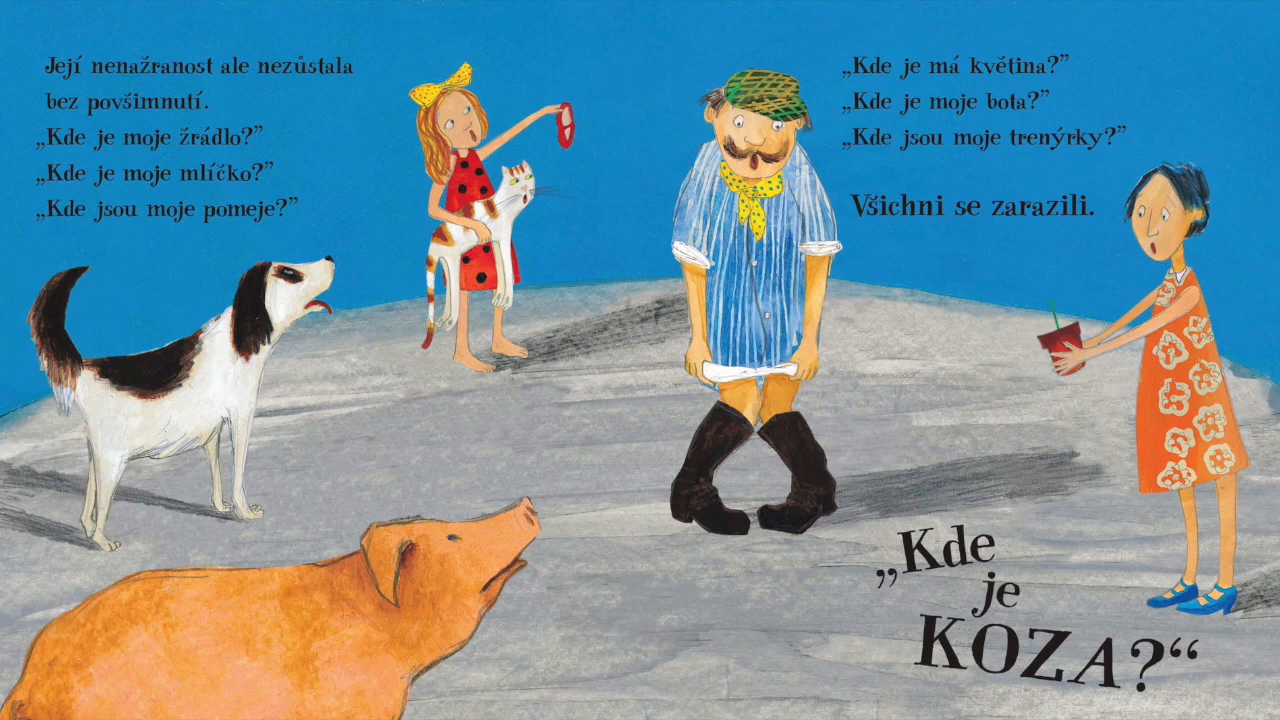 Její nenažranost ale nezůstala
bez povšimnutí.
„Kde je moje žrádlo?”
„Kde je moje mlíčko?”
„Kde jsou moje pomeje?”
„Kde je má květina?”
„Kde je moje bota?”
„Kde jsou moje trenýrky?”
Všichni se zarazili.
„Kde
je
KOZA?“